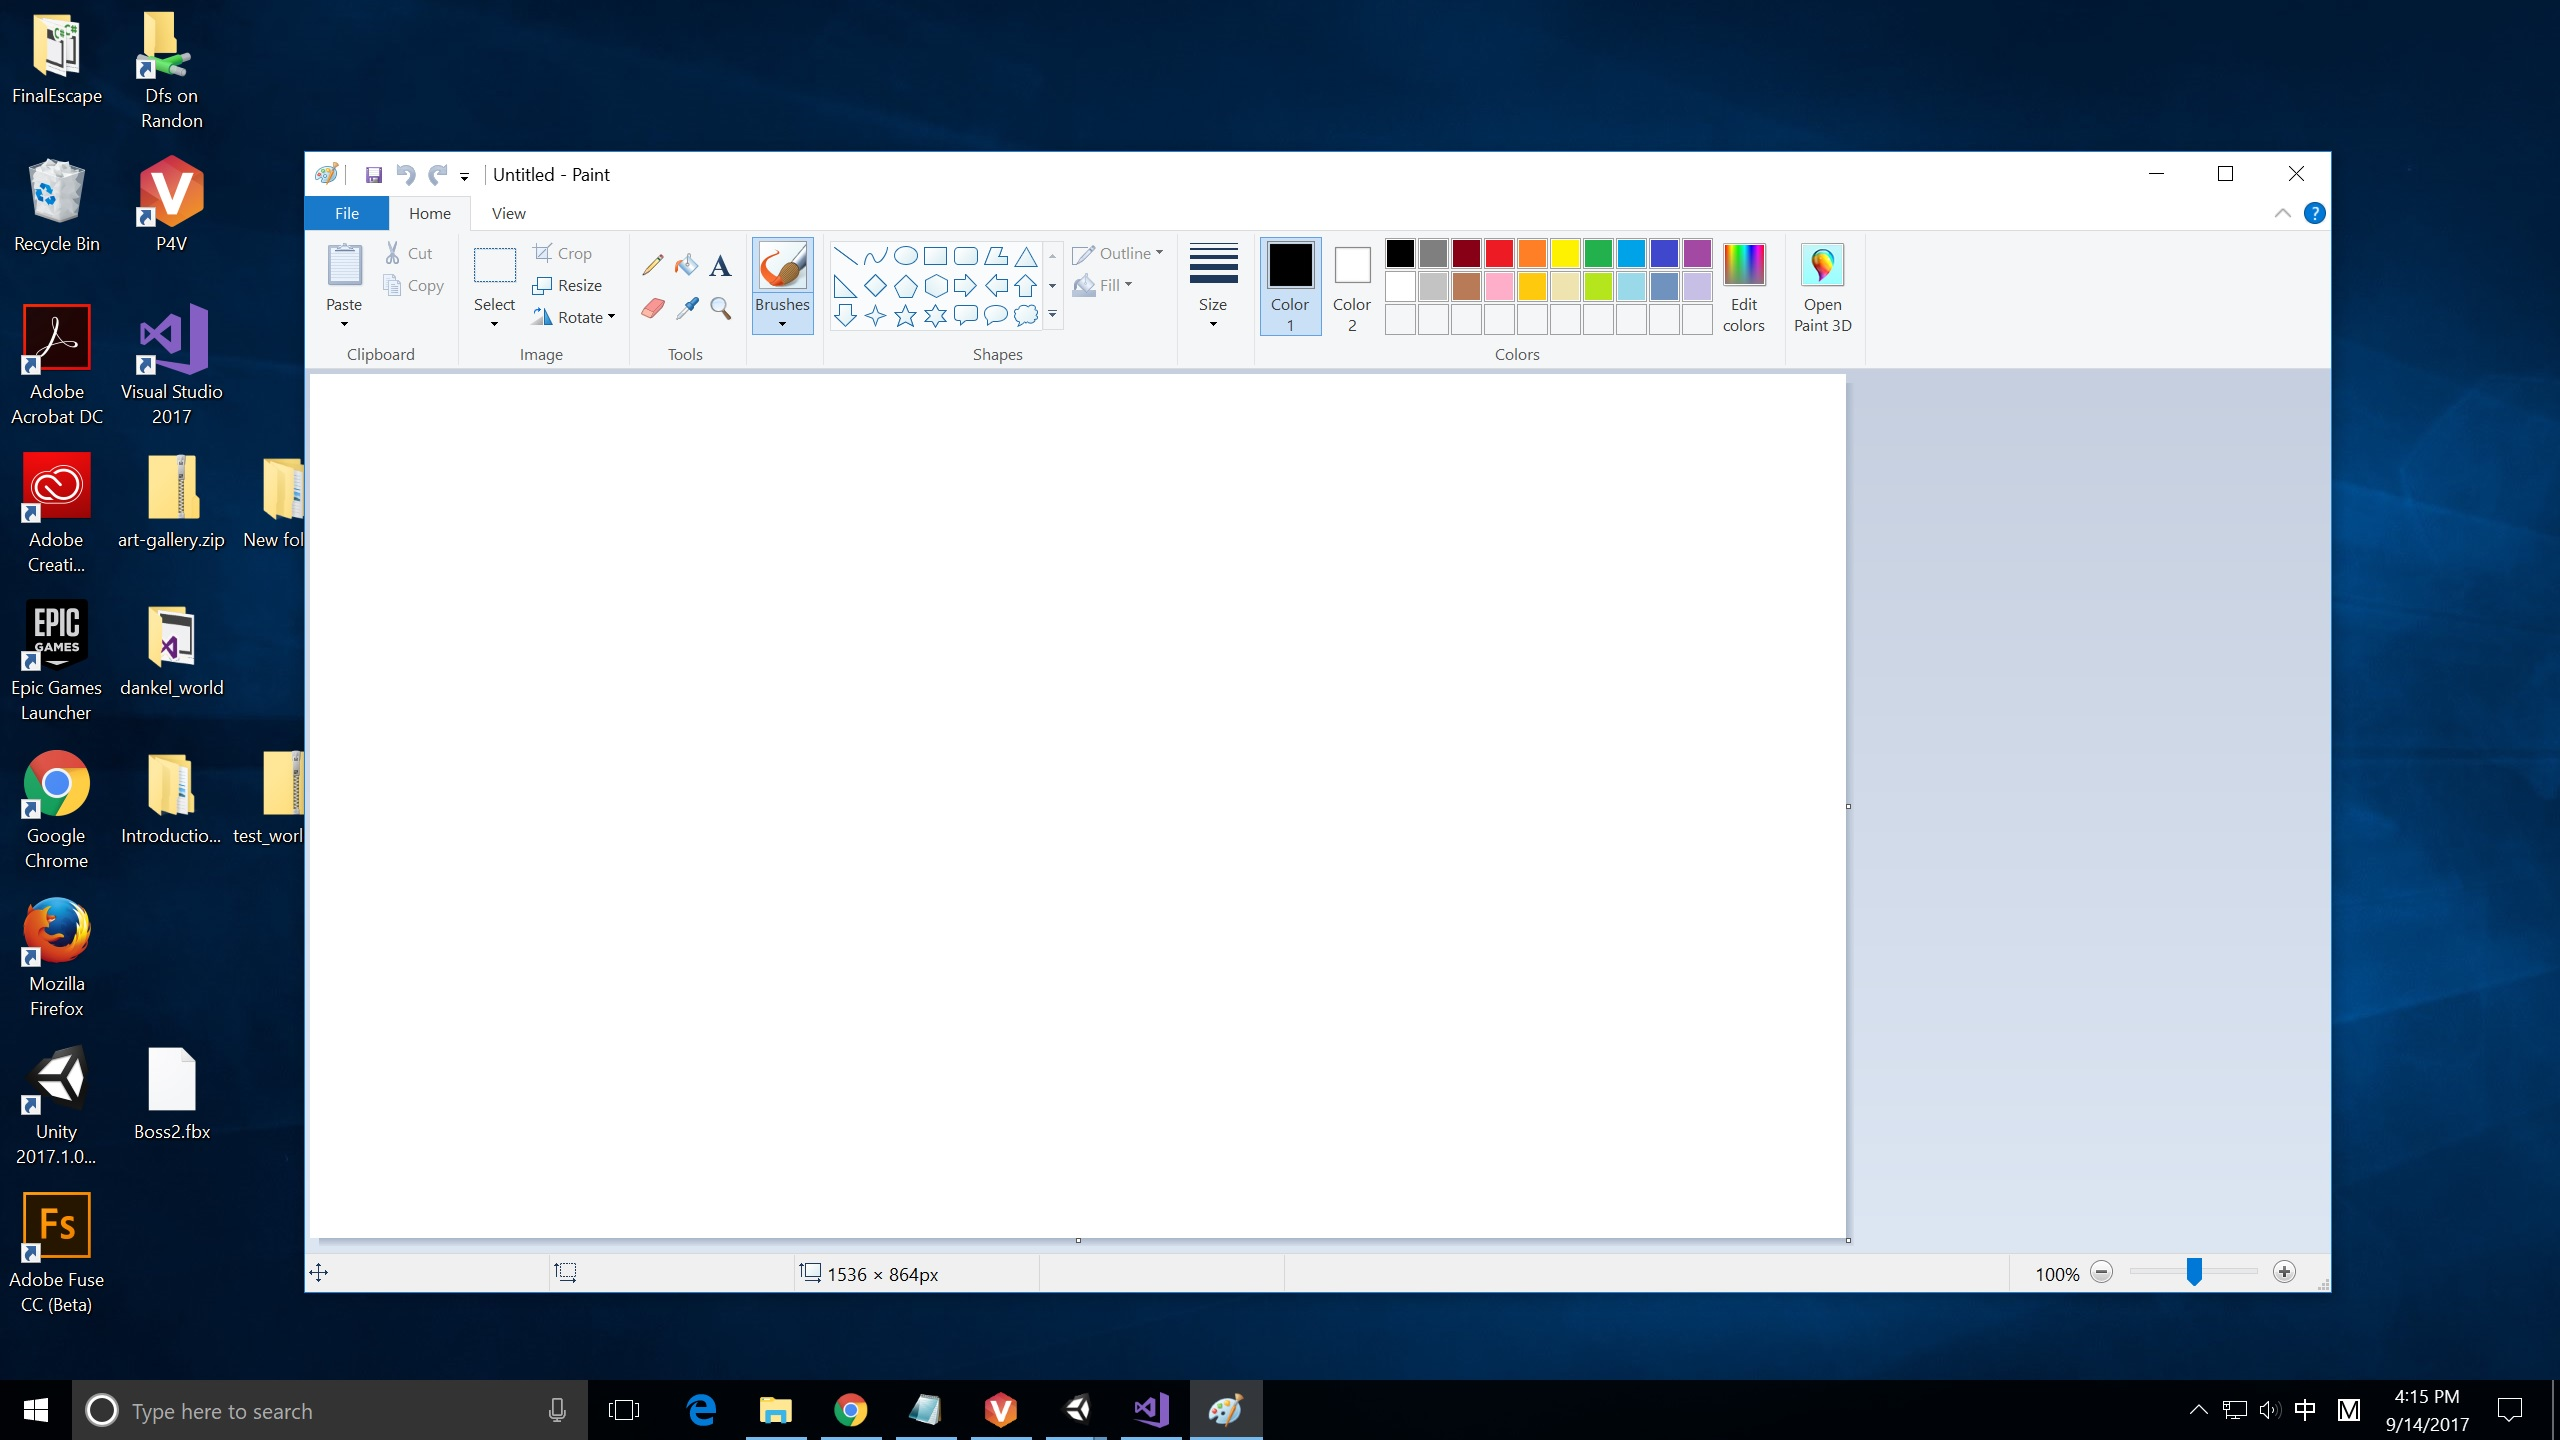 FinalEscape
Dfs on
Randon
Recycle Bin
P4V
Adobe
Acrobat DC
Visual Studio
2017
Adobe
Creati...
art-gallery.zip
New fol
EPIC
GAMES
Epic Games
Launcher
dankel_world
Google
Chrome
Introductio...
test_worl
Mozilla
Firefox
Unity
2017.1.0...
Boss2.fbx
Fs
Adobe Fuse
CC (Beta)
Untitled - Paint
File
Home
View
Paste
Cut
Copy
Clipboard
Select
Crop
Resize
Rotate
Image
A
Tools
Brushes
Shapes
Outline
Fill
Size
Color
1
Color
2
Colors
Edit
colors
Open
Paint 3D
1536 × 864px
100%
Type here to search
中
M
4:15 PM
9/14/2017